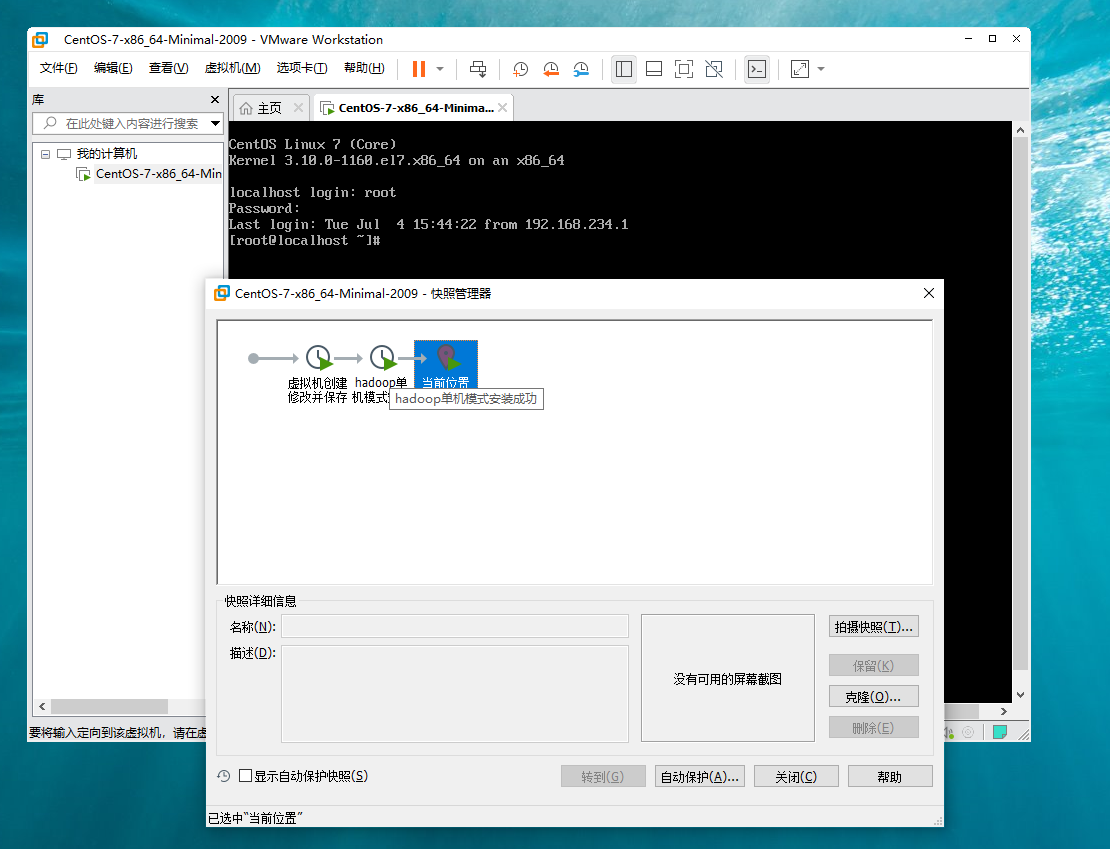 CentOS-7-x86_64-Minimal-2009 - VMware Workstation
文件(F) 编辑(E) 查看(V) 虚拟机(M) 选项卡(T) 帮助(H)
库
在此处键入内容进行搜索
我的计算机
CentOS-7-x86_64-Min
主页
CentOS-7-x86_64-Minima...
CentOS Linux 7 (Core)
Kernel 3.10.0-1160.el7.x86_64 on an x86_64
localhost login: root
Password:
Last login: Tue Jul  4 15:44:22 from 192.168.234.1
[root@localhost ~]#
要将输入定向到该虚拟机，请在虚
CentOS-7-x86_64-Minimal-2009 - 快照管理器
虚拟机创建
修改并保存
hadoop单
机模式
当前位置
hadoop单机模式安装成功
快照详细信息
名称(N):
描述(D):
没有可用的屏幕截图
拍摄快照(T)...
保留(K)
克隆(O)...
删除(E)
显示自动保护快照(S)
转到(G)
自动保护(A)...
关闭(C)
帮助
已选中"当前位置"